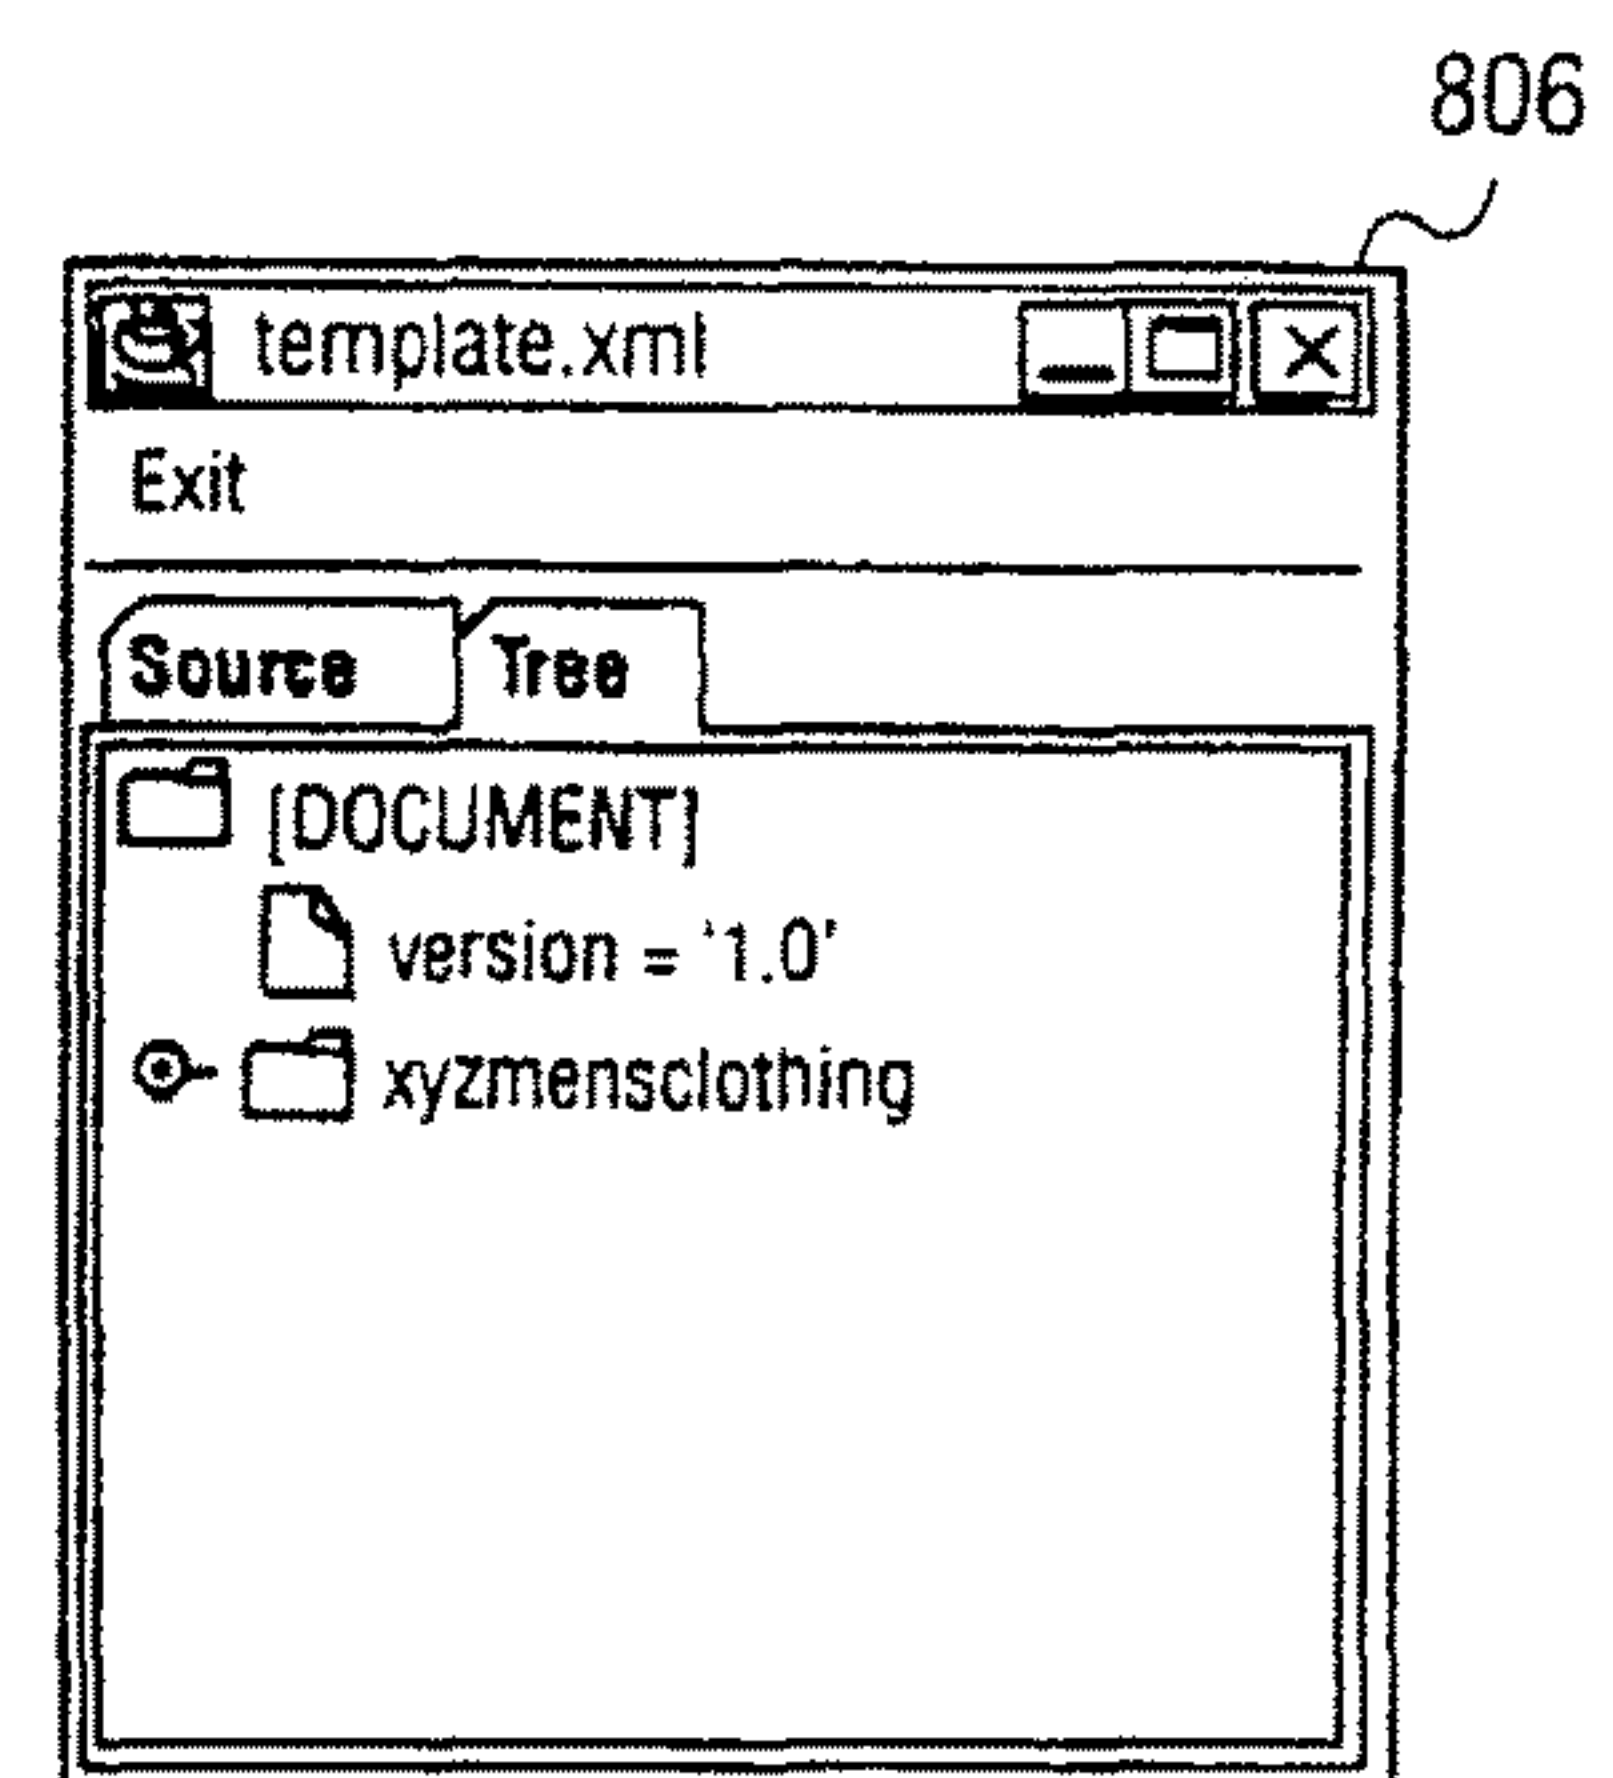 806
template.xml
Exit
Source Tree
[DOCUMENT]
version = '1.0'
xyzmensclothing